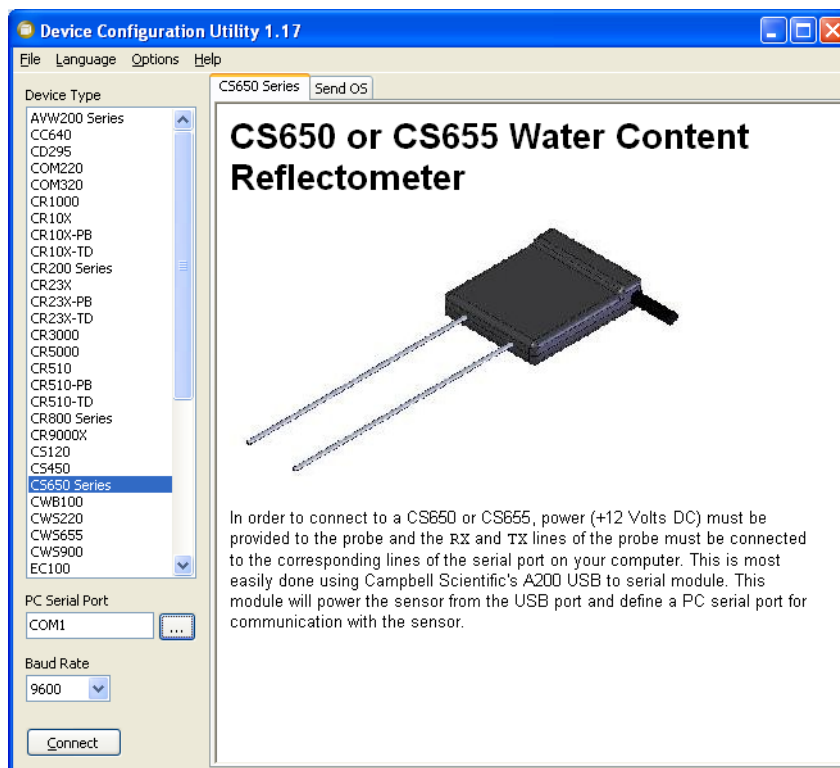 Device Configuration Utility 1.17
File Language Options Help
Device Type
AVW200 Series
CC640
CD295
COM220
COM320
CR1000
CR10X
CR10X-PB
CR10X-TD
CR200 Series
CR23X
CR23X-PB
CR23X-TD
CR3000
CR5000
CR510
CR510-PB
CR510-TD
CR800 Series
CR9000X
CS120
CS450
CS650 Series
CWB100
CWS220
CWS655
CWS900
EC100
PC Serial Port
COM1
...
Baud Rate
9600
Connect
CS650 Series Send OS
CS650 or CS655 Water Content
Reflectometer
In order to connect to a CS650 or CS655, power (+12 Volts DC) must be
provided to the probe and the RX and TX lines of the probe must be connected
to the corresponding lines of the serial port on your computer. This is most
easily done using Campbell Scientific's A200 USB to serial module. This
module will power the sensor from the USB port and define a PC serial port for
communication with the sensor.